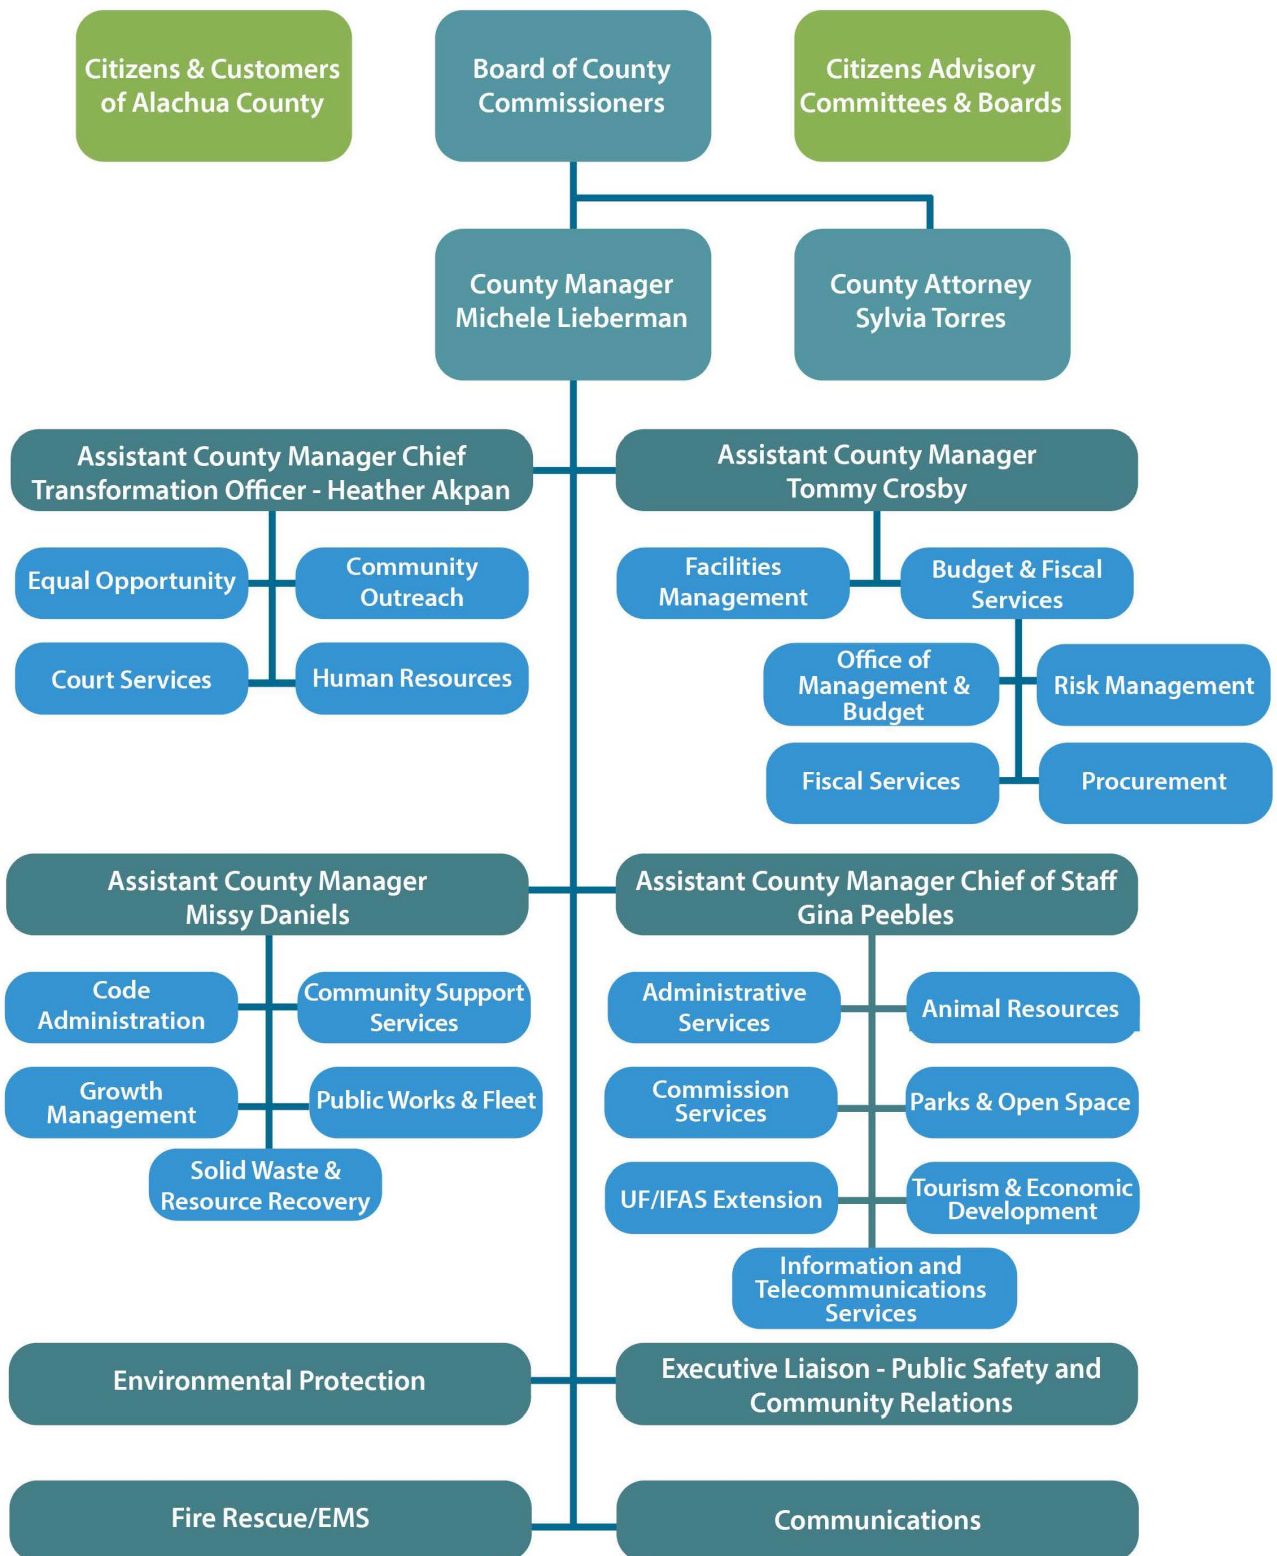 Citizens & Customers
of Alachua County
Board of County
Commissioners
Citizens Advisory
Committees & Boards
County Manager
Michele Lieberman
County Attorney
Sylvia Torres
Assistant County Manager Chief
Transformation Officer - Heather Akpan
Assistant County Manager
Tommy Crosby
Equal Opportunity
Community
Outreach
Facilities
Management
Budget & Fiscal
Services
Court Services
Human Resources
Office of
Management &
Budget
Risk Management
Fiscal Services
Procurement
Assistant County Manager
Missy Daniels
Assistant County Manager Chief of Staff
Gina Peebles
Code
Administration
Community Support
Services
Administrative
Services
Animal Resources
Growth
Management
Public Works & Fleet
Commission
Services
Parks & Open Space
Solid Waste &
Resource Recovery
UF/IFAS Extension
Tourism & Economic
Development
Information and
Telecommunications
Services
Environmental Protection
Executive Liaison - Public Safety and
Community Relations
Fire Rescue/EMS
Communications